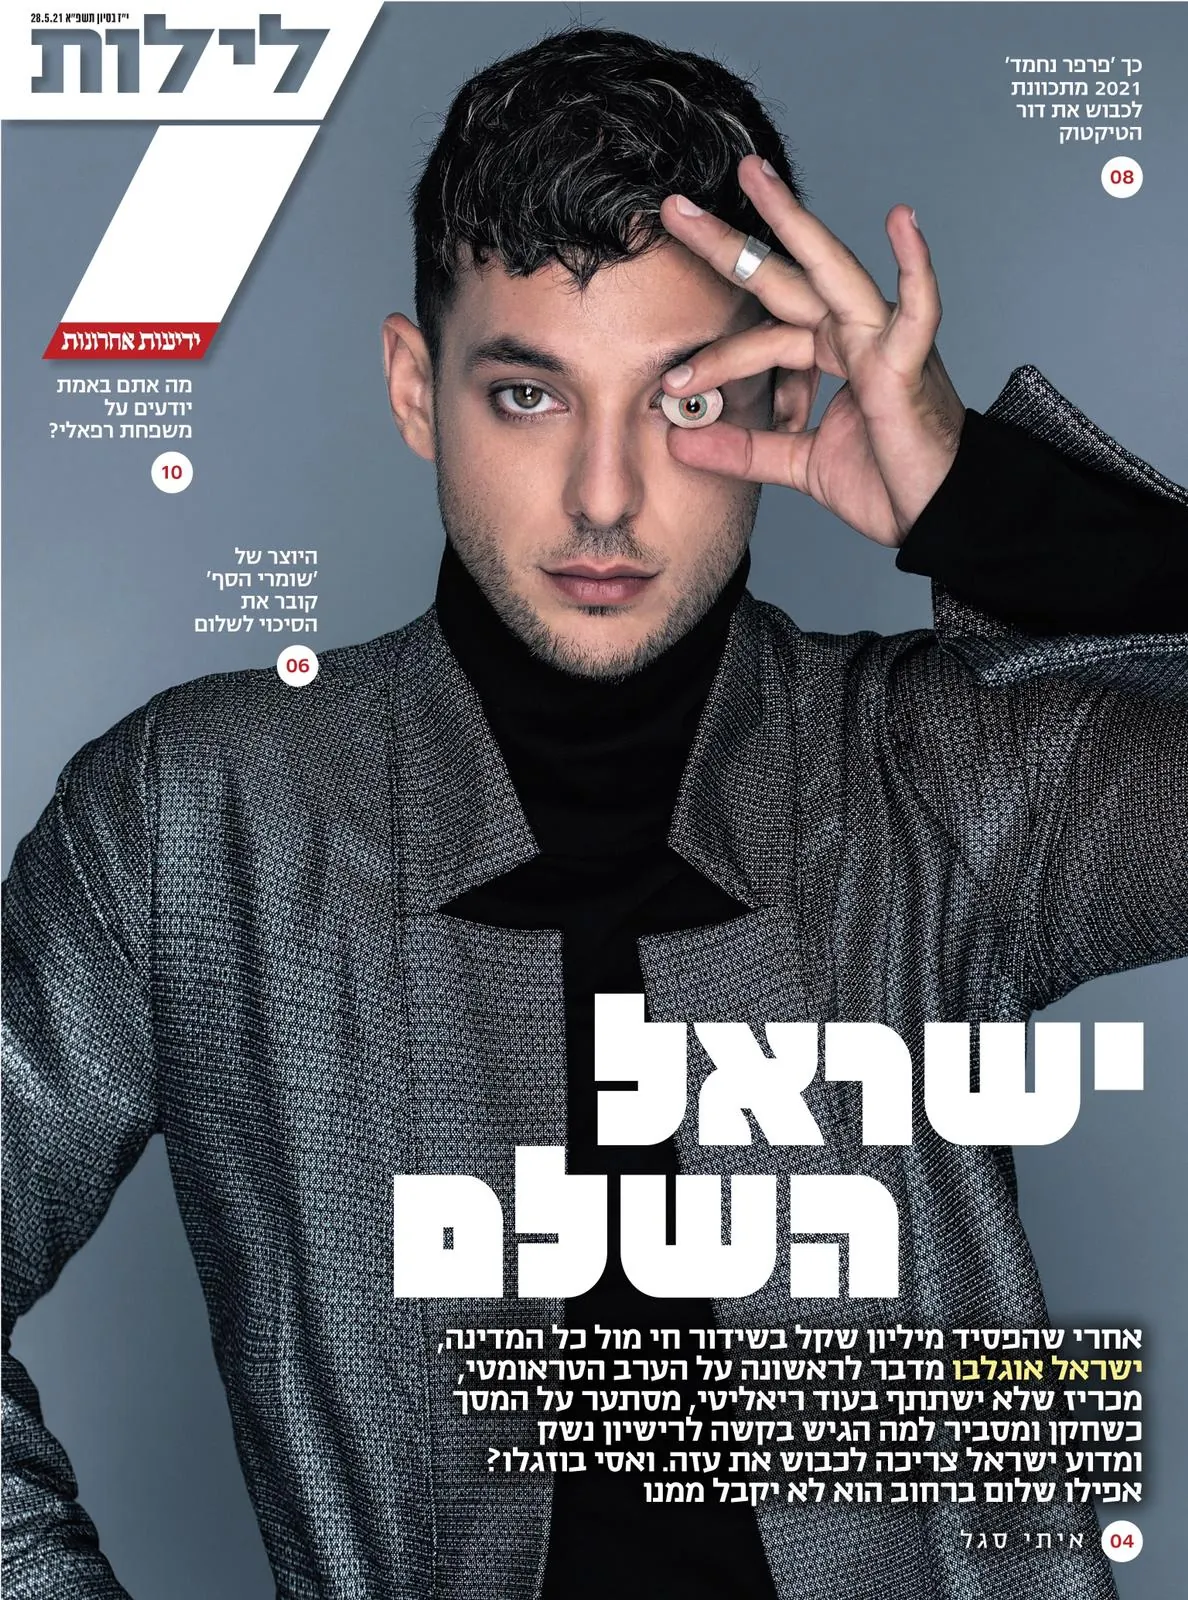 י"ז בסיון תשפ"א 28.5.21
7 לילות
ידיעות אחרונות
כך 'פרפר נחמד'
2021 מתכוונת
לכבוש את דור
הטיקטוק
08
מה אתם באמת
יודעים על
משפחת רפאלי?
10
היוצר של
'שומרי הסף'
קובר את
הסיכוי לשלום
06
ישראל
השלם
אחרי שהפסיד מיליון שקל בשידור חי מול כל המדינה,
ישראל אוגלבו מדבר לראשונה על הערב הטראומטי,
מכריז שלא ישתתף בעוד ריאליטי, מסתער על המסך
כשחקן ומסביר למה הגיש בקשה לרישיון נשק
ומדוע ישראל צריכה לכבוש את עזה. ואסי בוזגלו?
אפילו שלום ברחוב הוא לא יקבל ממנו
04 איתי סגל